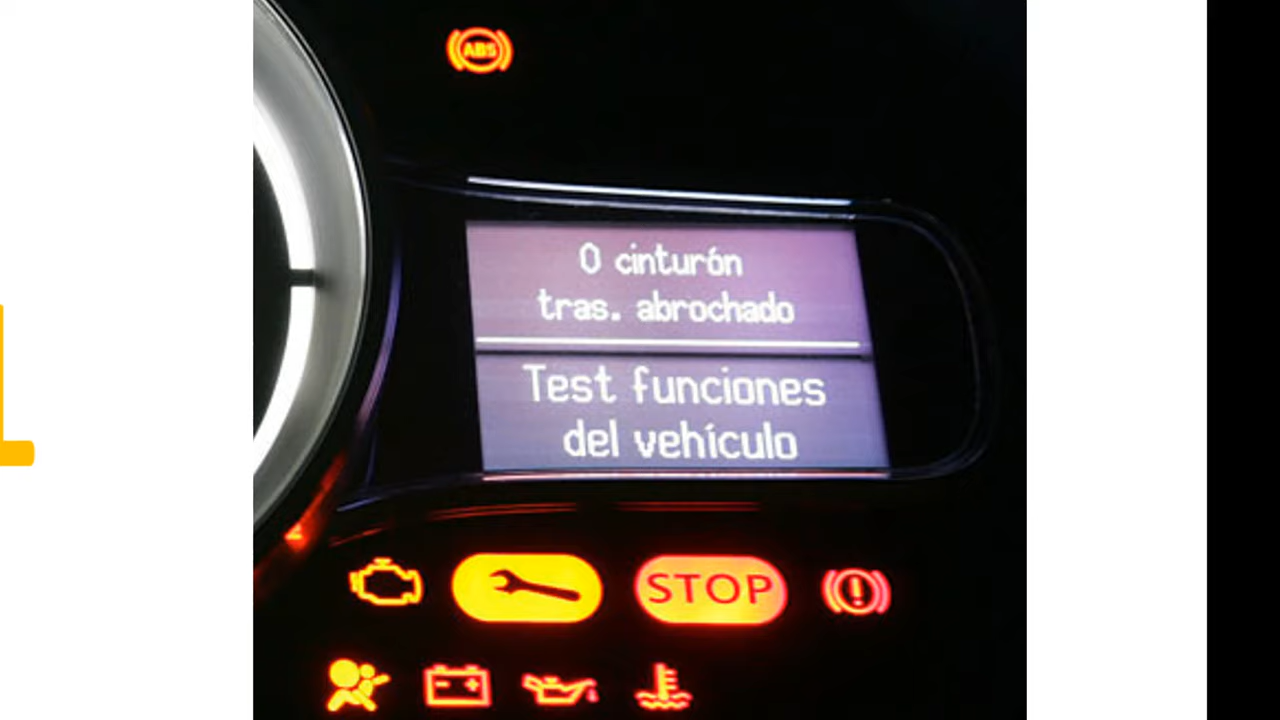 ABS
0 cinturón
tras. abrochado
Test funciones
del vehículo
STOP